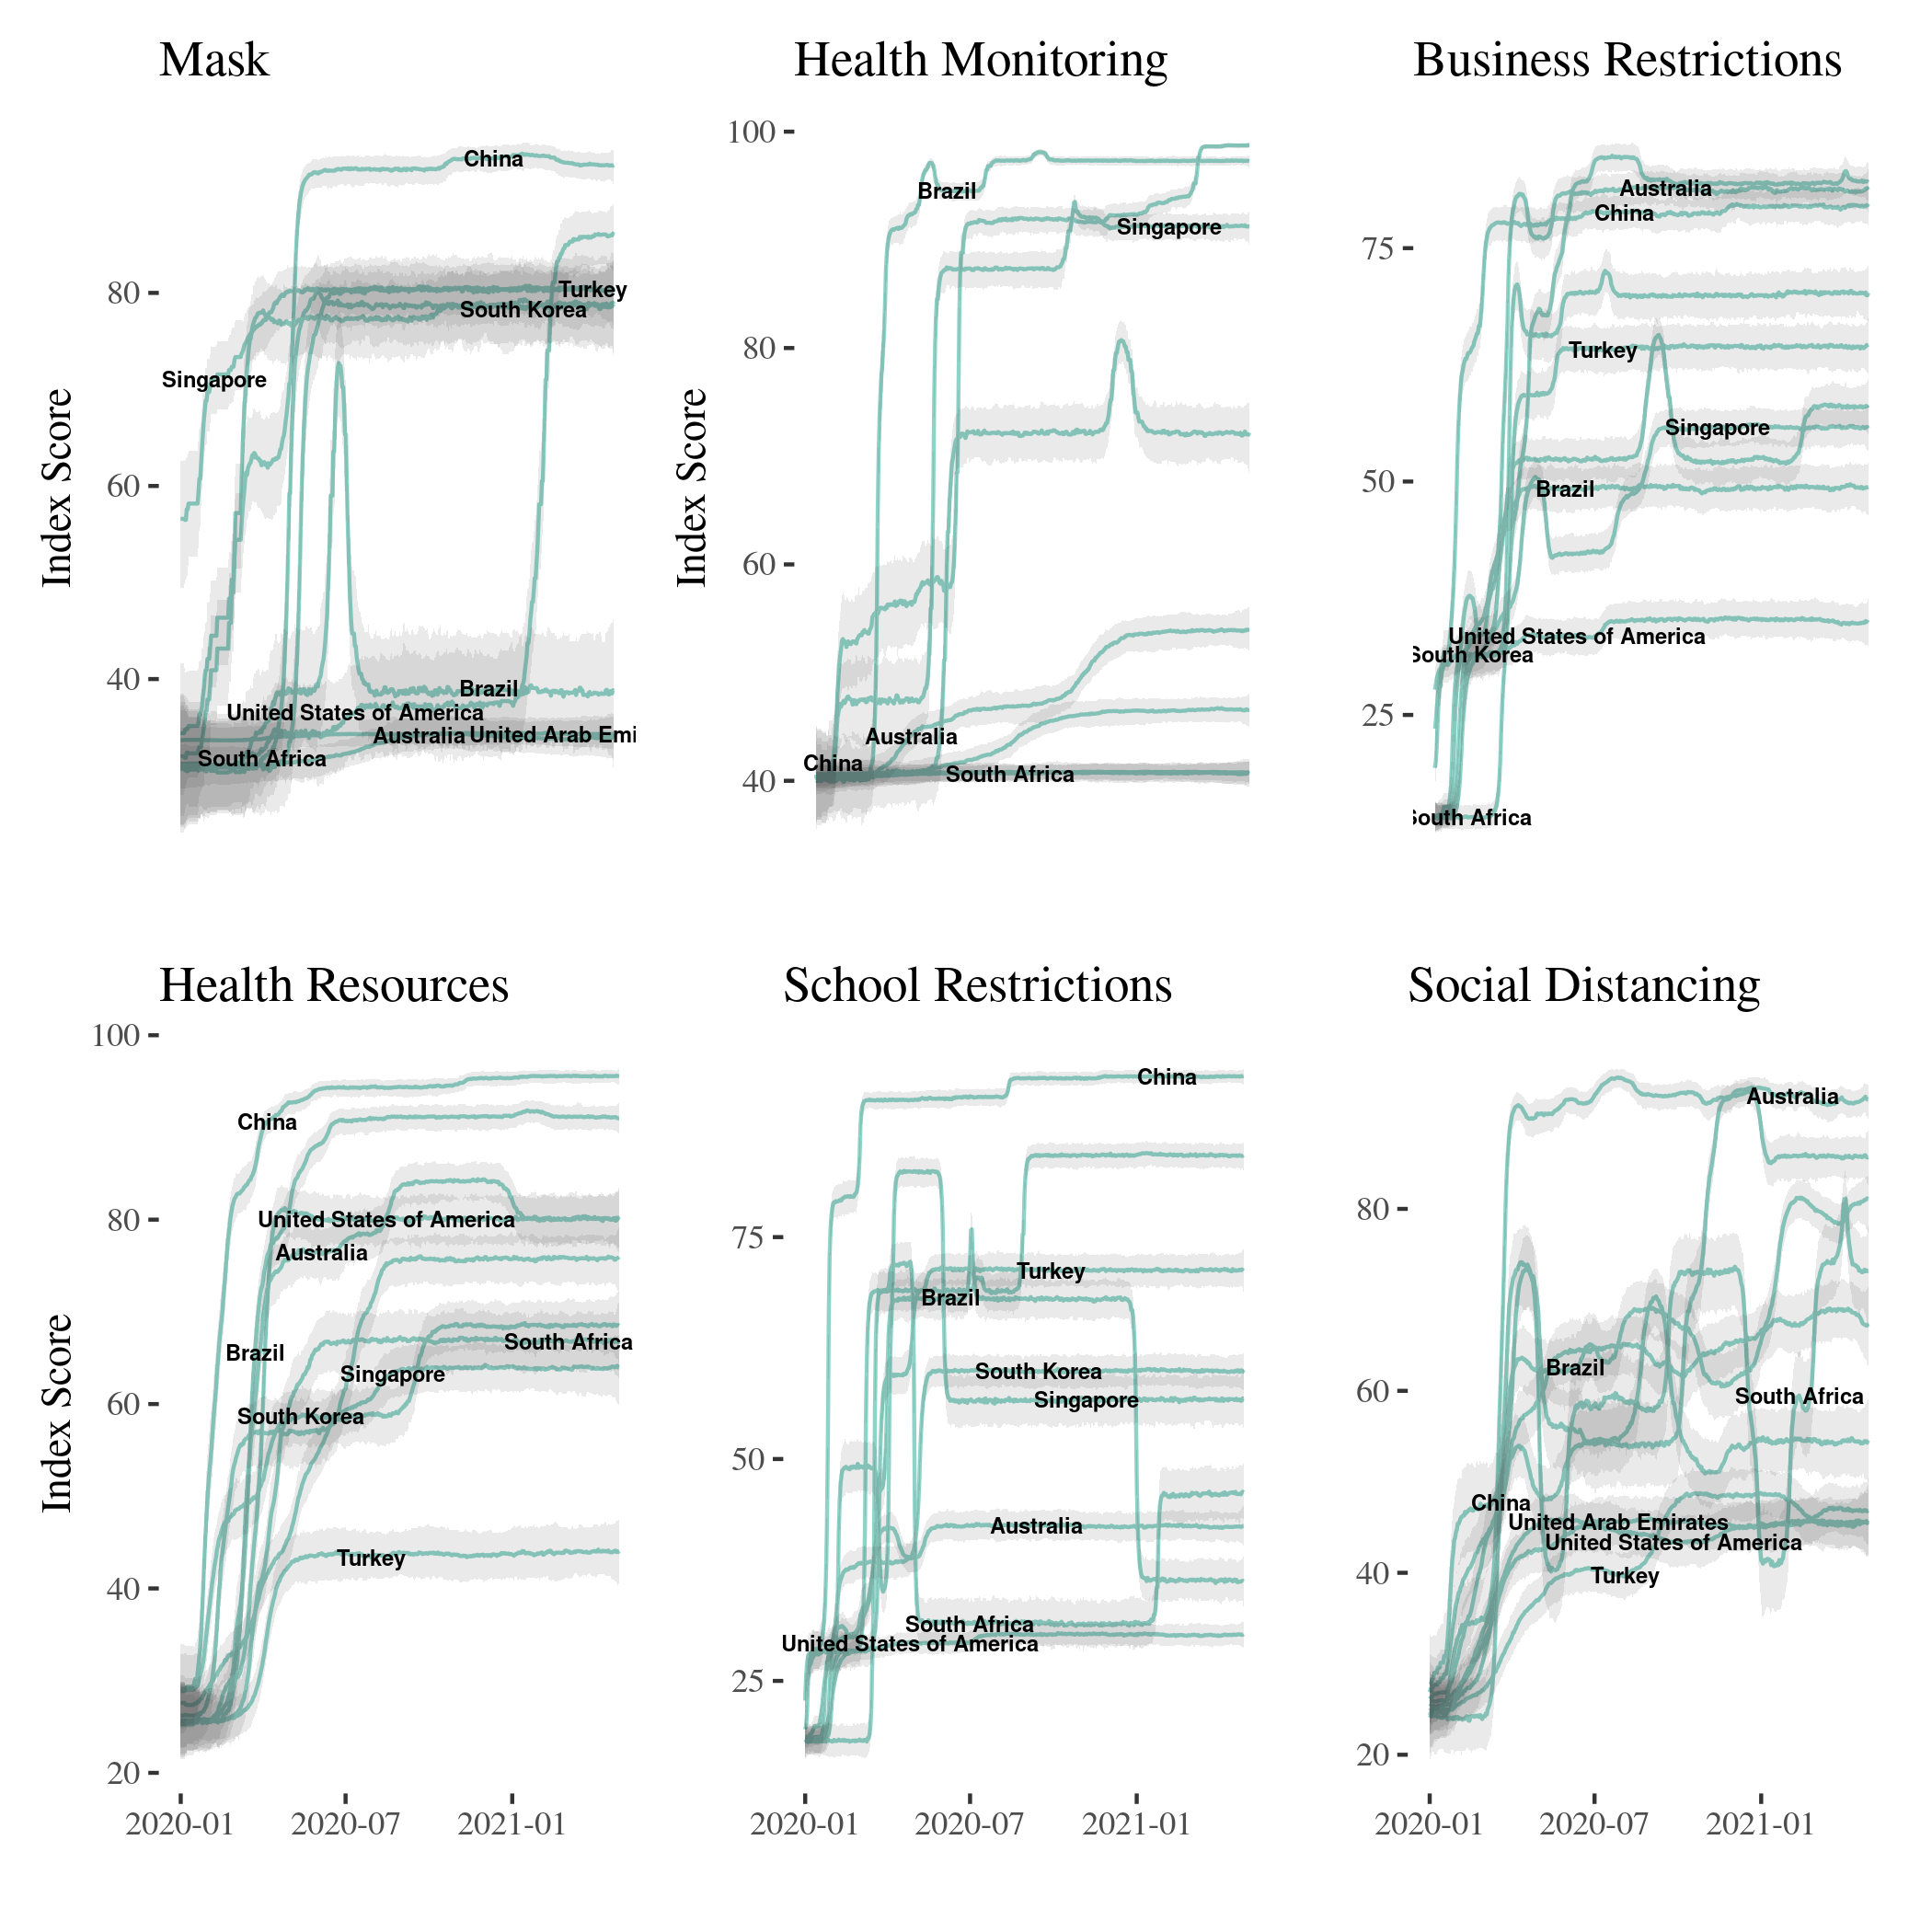 Mask
Health Monitoring
Business Restrictions
Index Score
80
60
40
China
Turkey
South Korea
Singapore
Brazil
United States of America
Australia
United Arab Emi
South Africa
Index Score
100
80
60
40
Brazil
Singapore
Australia
China
South Africa
75
50
25
Australia
China
Turkey
Singapore
Brazil
United States of America
South Korea
South Africa
Health Resources
School Restrictions
Social Distancing
Index Score
100
80
60
40
20
China
United States of America
Australia
Brazil
South Africa
Singapore
South Korea
Turkey
2020-01
2020-07
2021-01
75
50
25
China
Turkey
Brazil
South Korea
Singapore
Australia
South Africa
United States of America
2020-01
2020-07
2021-01
80
60
40
20
Australia
Brazil
South Africa
China
United Arab Emirates
United States of America
Turkey
2020-01
2020-07
2021-01